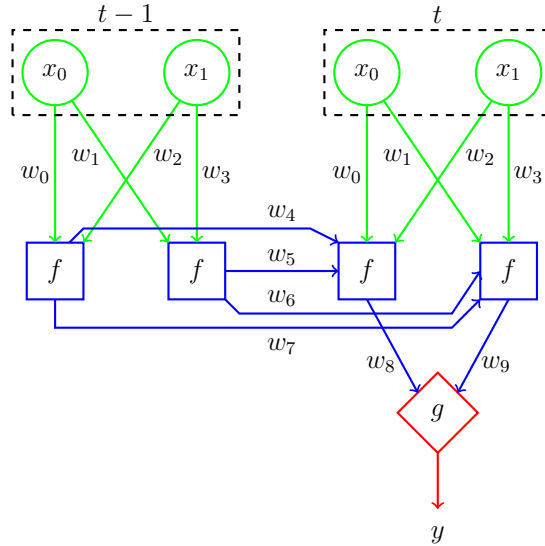 t − 1 t
x₀ x₁ x₀ x₁
w₀ w₁ w₂ w₃ w₀ w₁ w₂ w₃
w₄
f f w₅ f f
w₆
w₇
w₈ w₉
g
y